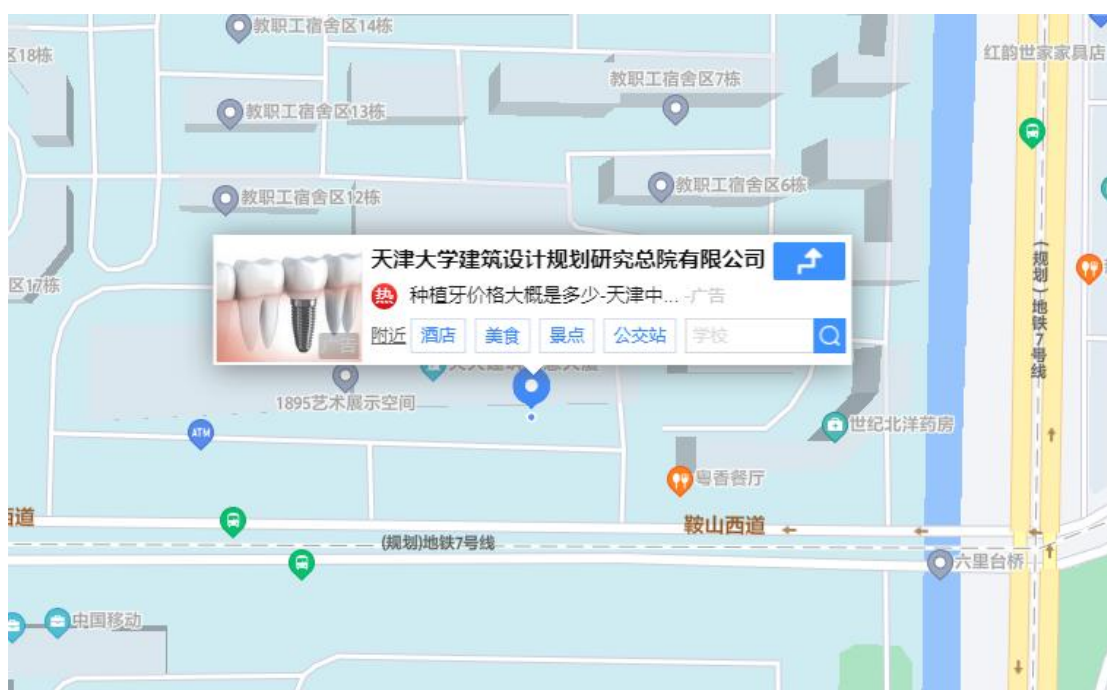 教职工宿舍区14栋
区18栋
红韵世家家具店
教职工宿舍区7栋
教职工宿舍区13栋
教职工宿舍区6栋
教职工宿舍区12栋
天津大学建筑设计规划研究总院有限公司
热 种植牙价格大概是多少-天津中... -广告
广告
附近 酒店 美食 景点 公交站 学校
区17栋
(规划)地铁7号线
1895艺术展示空间
世纪北洋药房
ATM
粤香餐厅
西道
鞍山西道
(规划)地铁7号线
六里台桥
中国移动